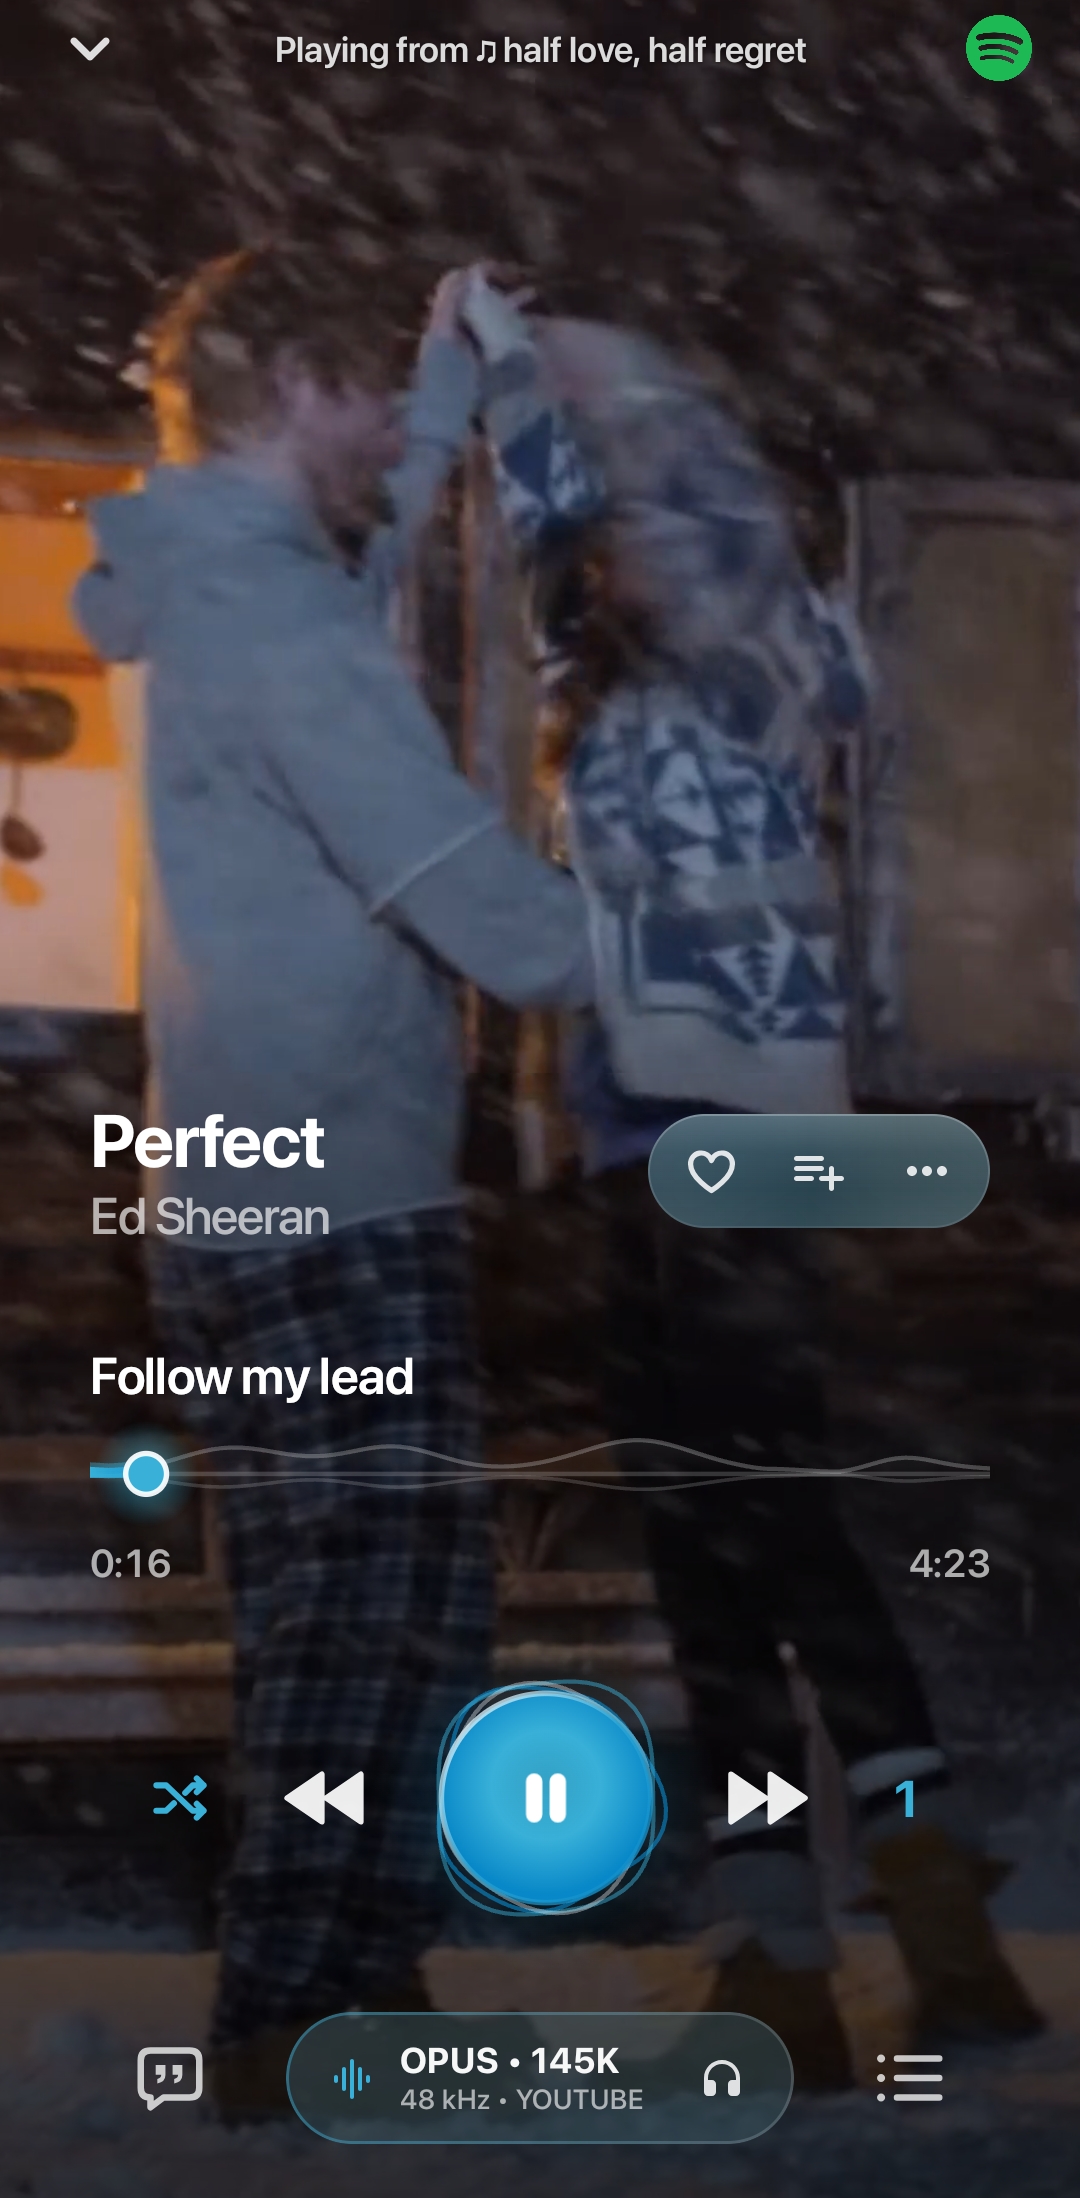 Playing from ♫ half love, half regret
Perfect
Ed Sheeran
Follow my lead
0:16
4:23
1
OPUS • 145K
48 kHz • YOUTUBE